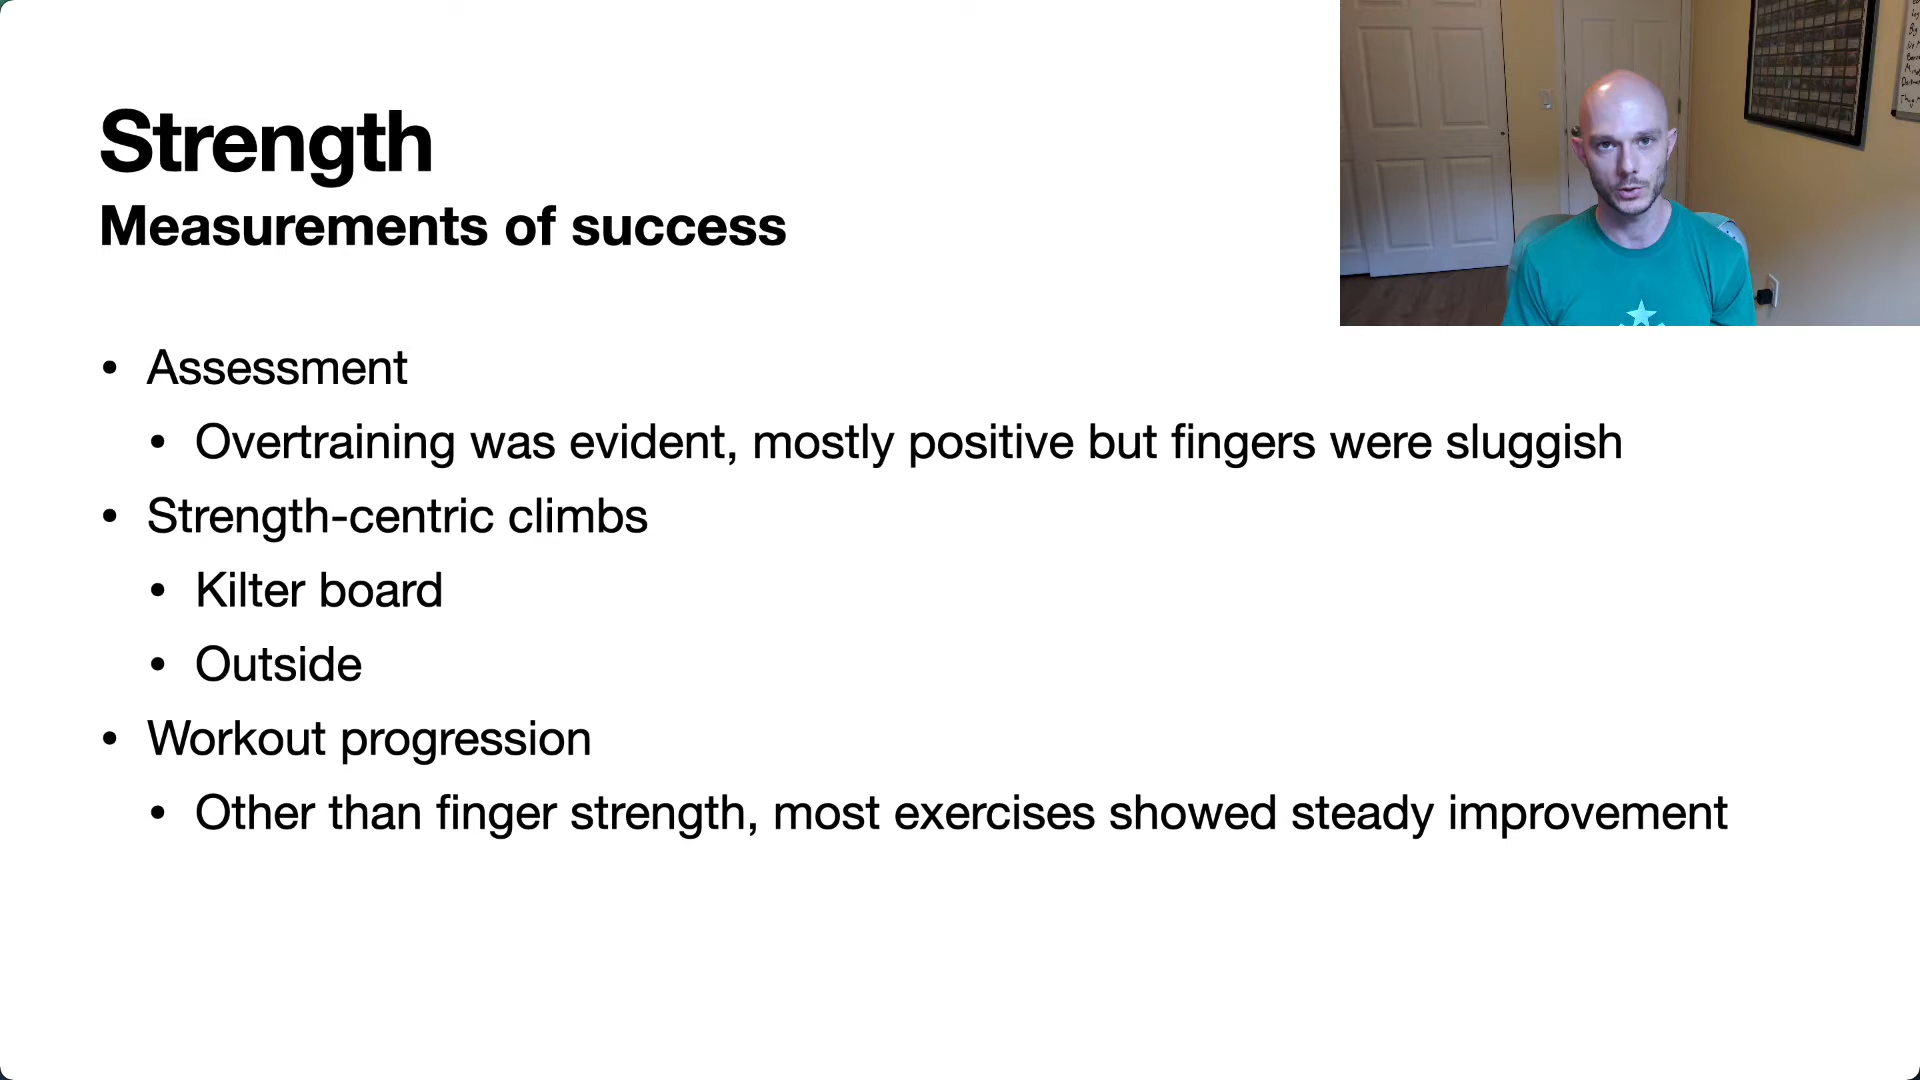 Strength
Measurements of success
• Assessment
• Overtraining was evident, mostly positive but fingers were sluggish
• Strength-centric climbs
• Kilter board
• Outside
• Workout progression
• Other than finger strength, most exercises showed steady improvement